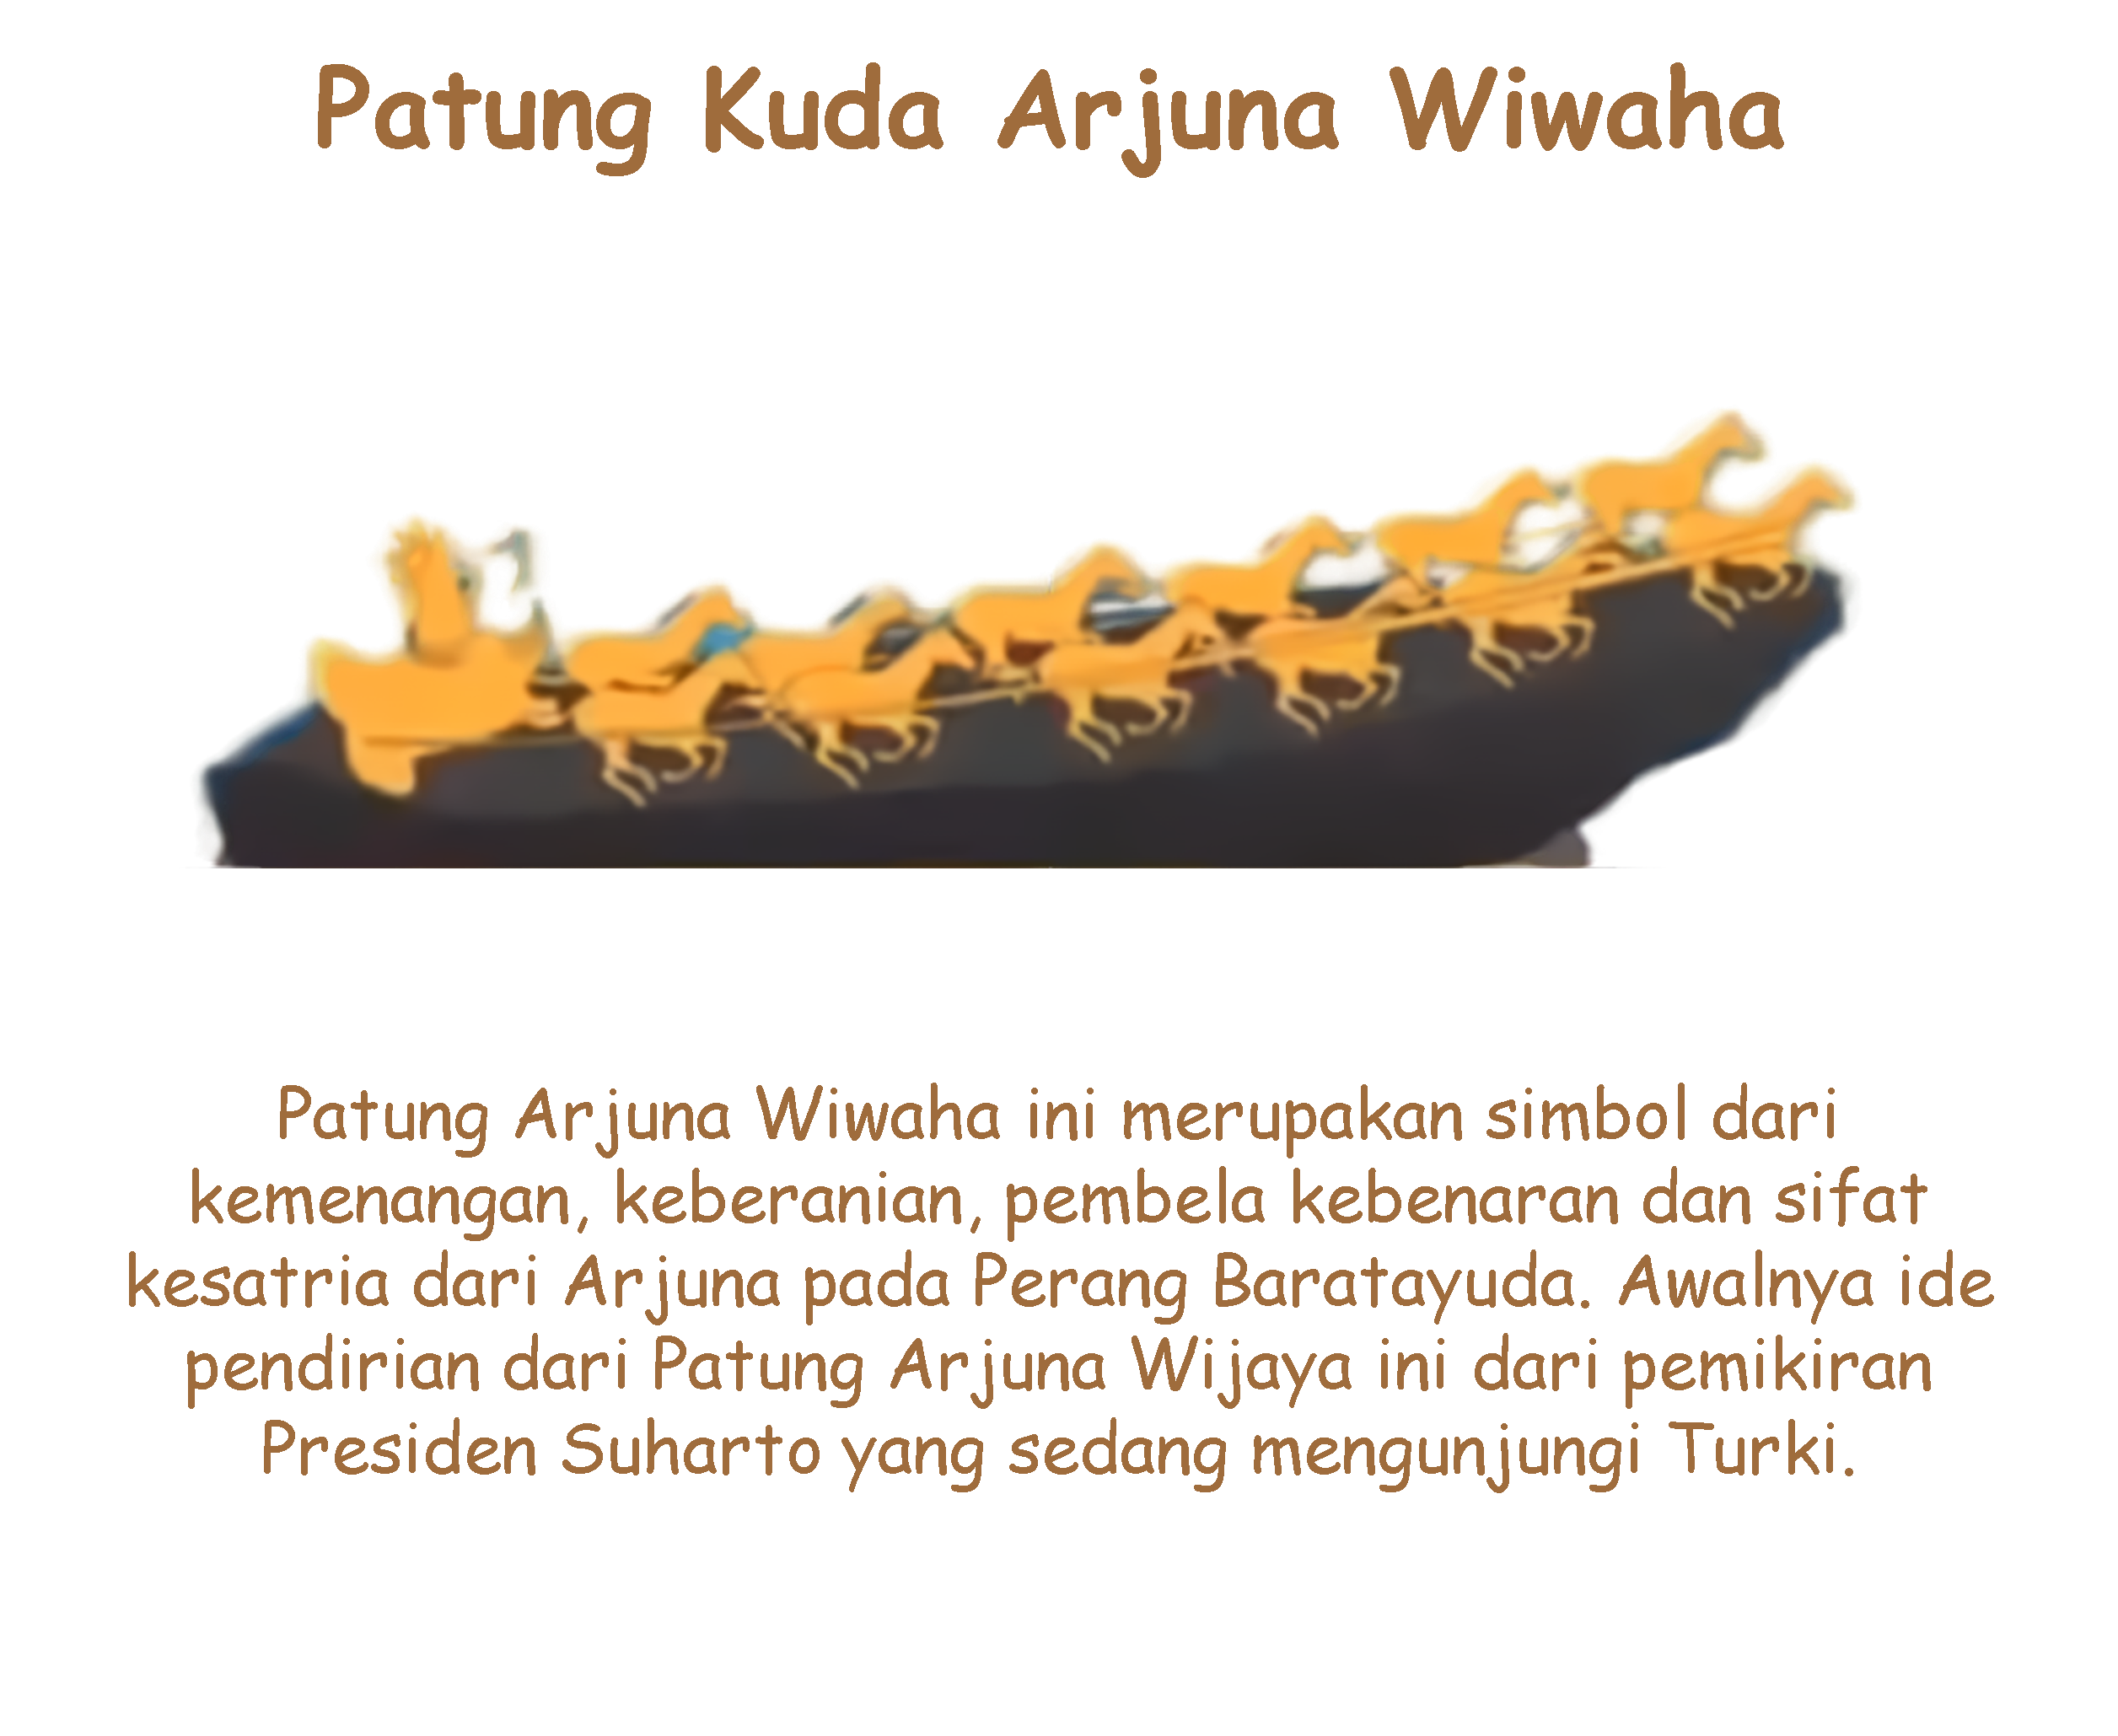 Patung Kuda Arjuna Wiwaha
Patung Arjuna Wiwaha ini merupakan simbol dari
kemenangan, keberanian, pembela kebenaran dan sifat
kesatria dari Arjuna pada Perang Baratayuda. Awalnya ide
pendirian dari Patung Arjuna Wijaya ini dari pemikiran
Presiden Suharto yang sedang mengunjungi Turki.